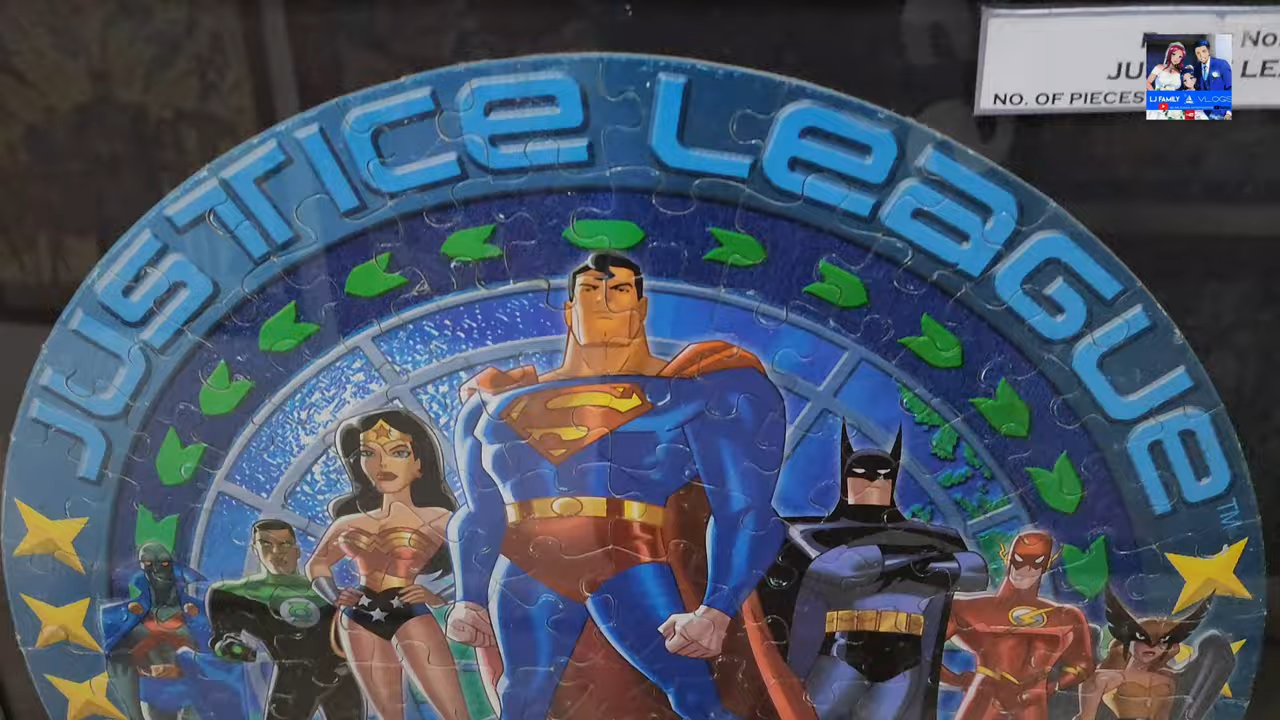 JUSTICE LEAGUE
TM
No.
JU LE
NO. OF PIECES
LJ FAMILY VLOGS